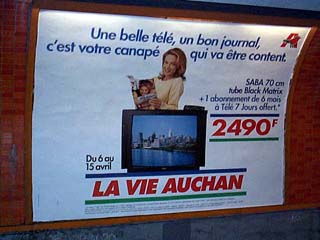 Une belle télé, un bon journal,
c'est votre canapé qui va être content.
SABA 70 cm
tube Black Matrix
+ 1 abonnement de 6 mois
à Télé 7 Jours offert.*
2490F
Du 6 au
15 avril
LA VIE AUCHAN